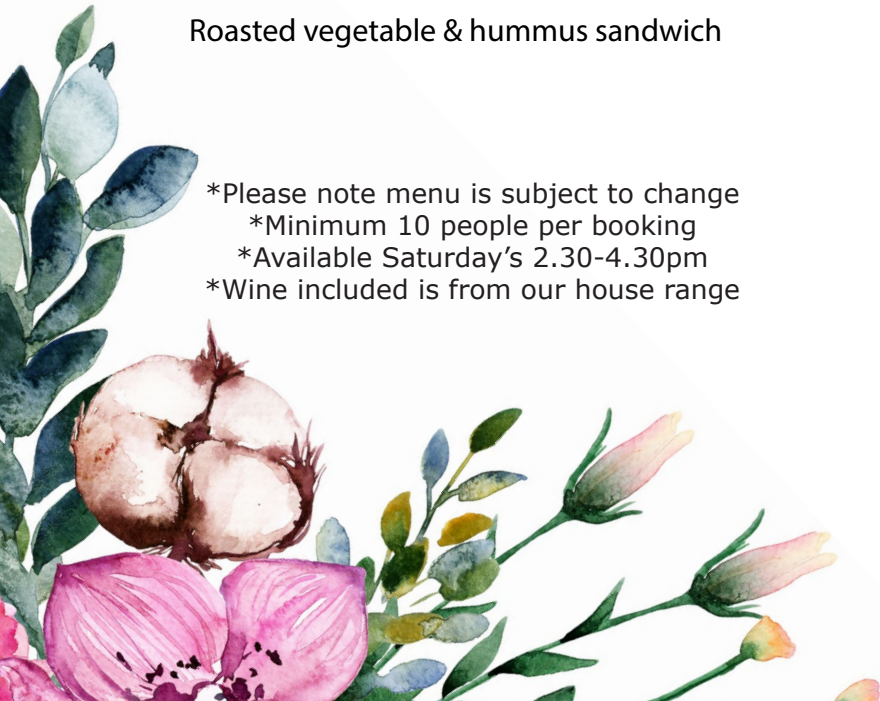 Roasted vegetable & hummus sandwich
*Please note menu is subject to change
*Minimum 10 people per booking
*Available Saturday’s 2.30-4.30pm
*Wine included is from our house range